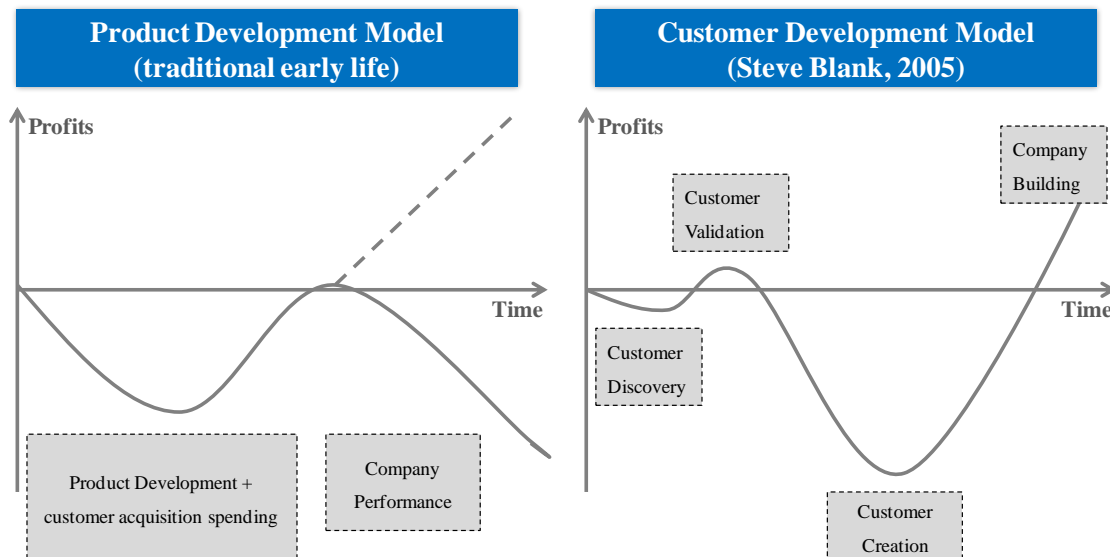 Product Development Model
(traditional early life)
Profits
Time
Product Development +
customer acquisition spending
Company
Performance
Customer Development Model
(Steve Blank, 2005)
Profits
Customer
Validation
Company
Building
Time
Customer
Discovery
Customer
Creation